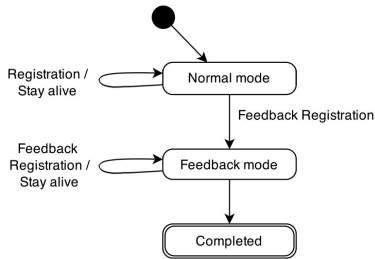 Registration /
Stay alive
Normal mode
Feedback Registration
Feedback
Registration /
Stay alive
Feedback mode
Completed